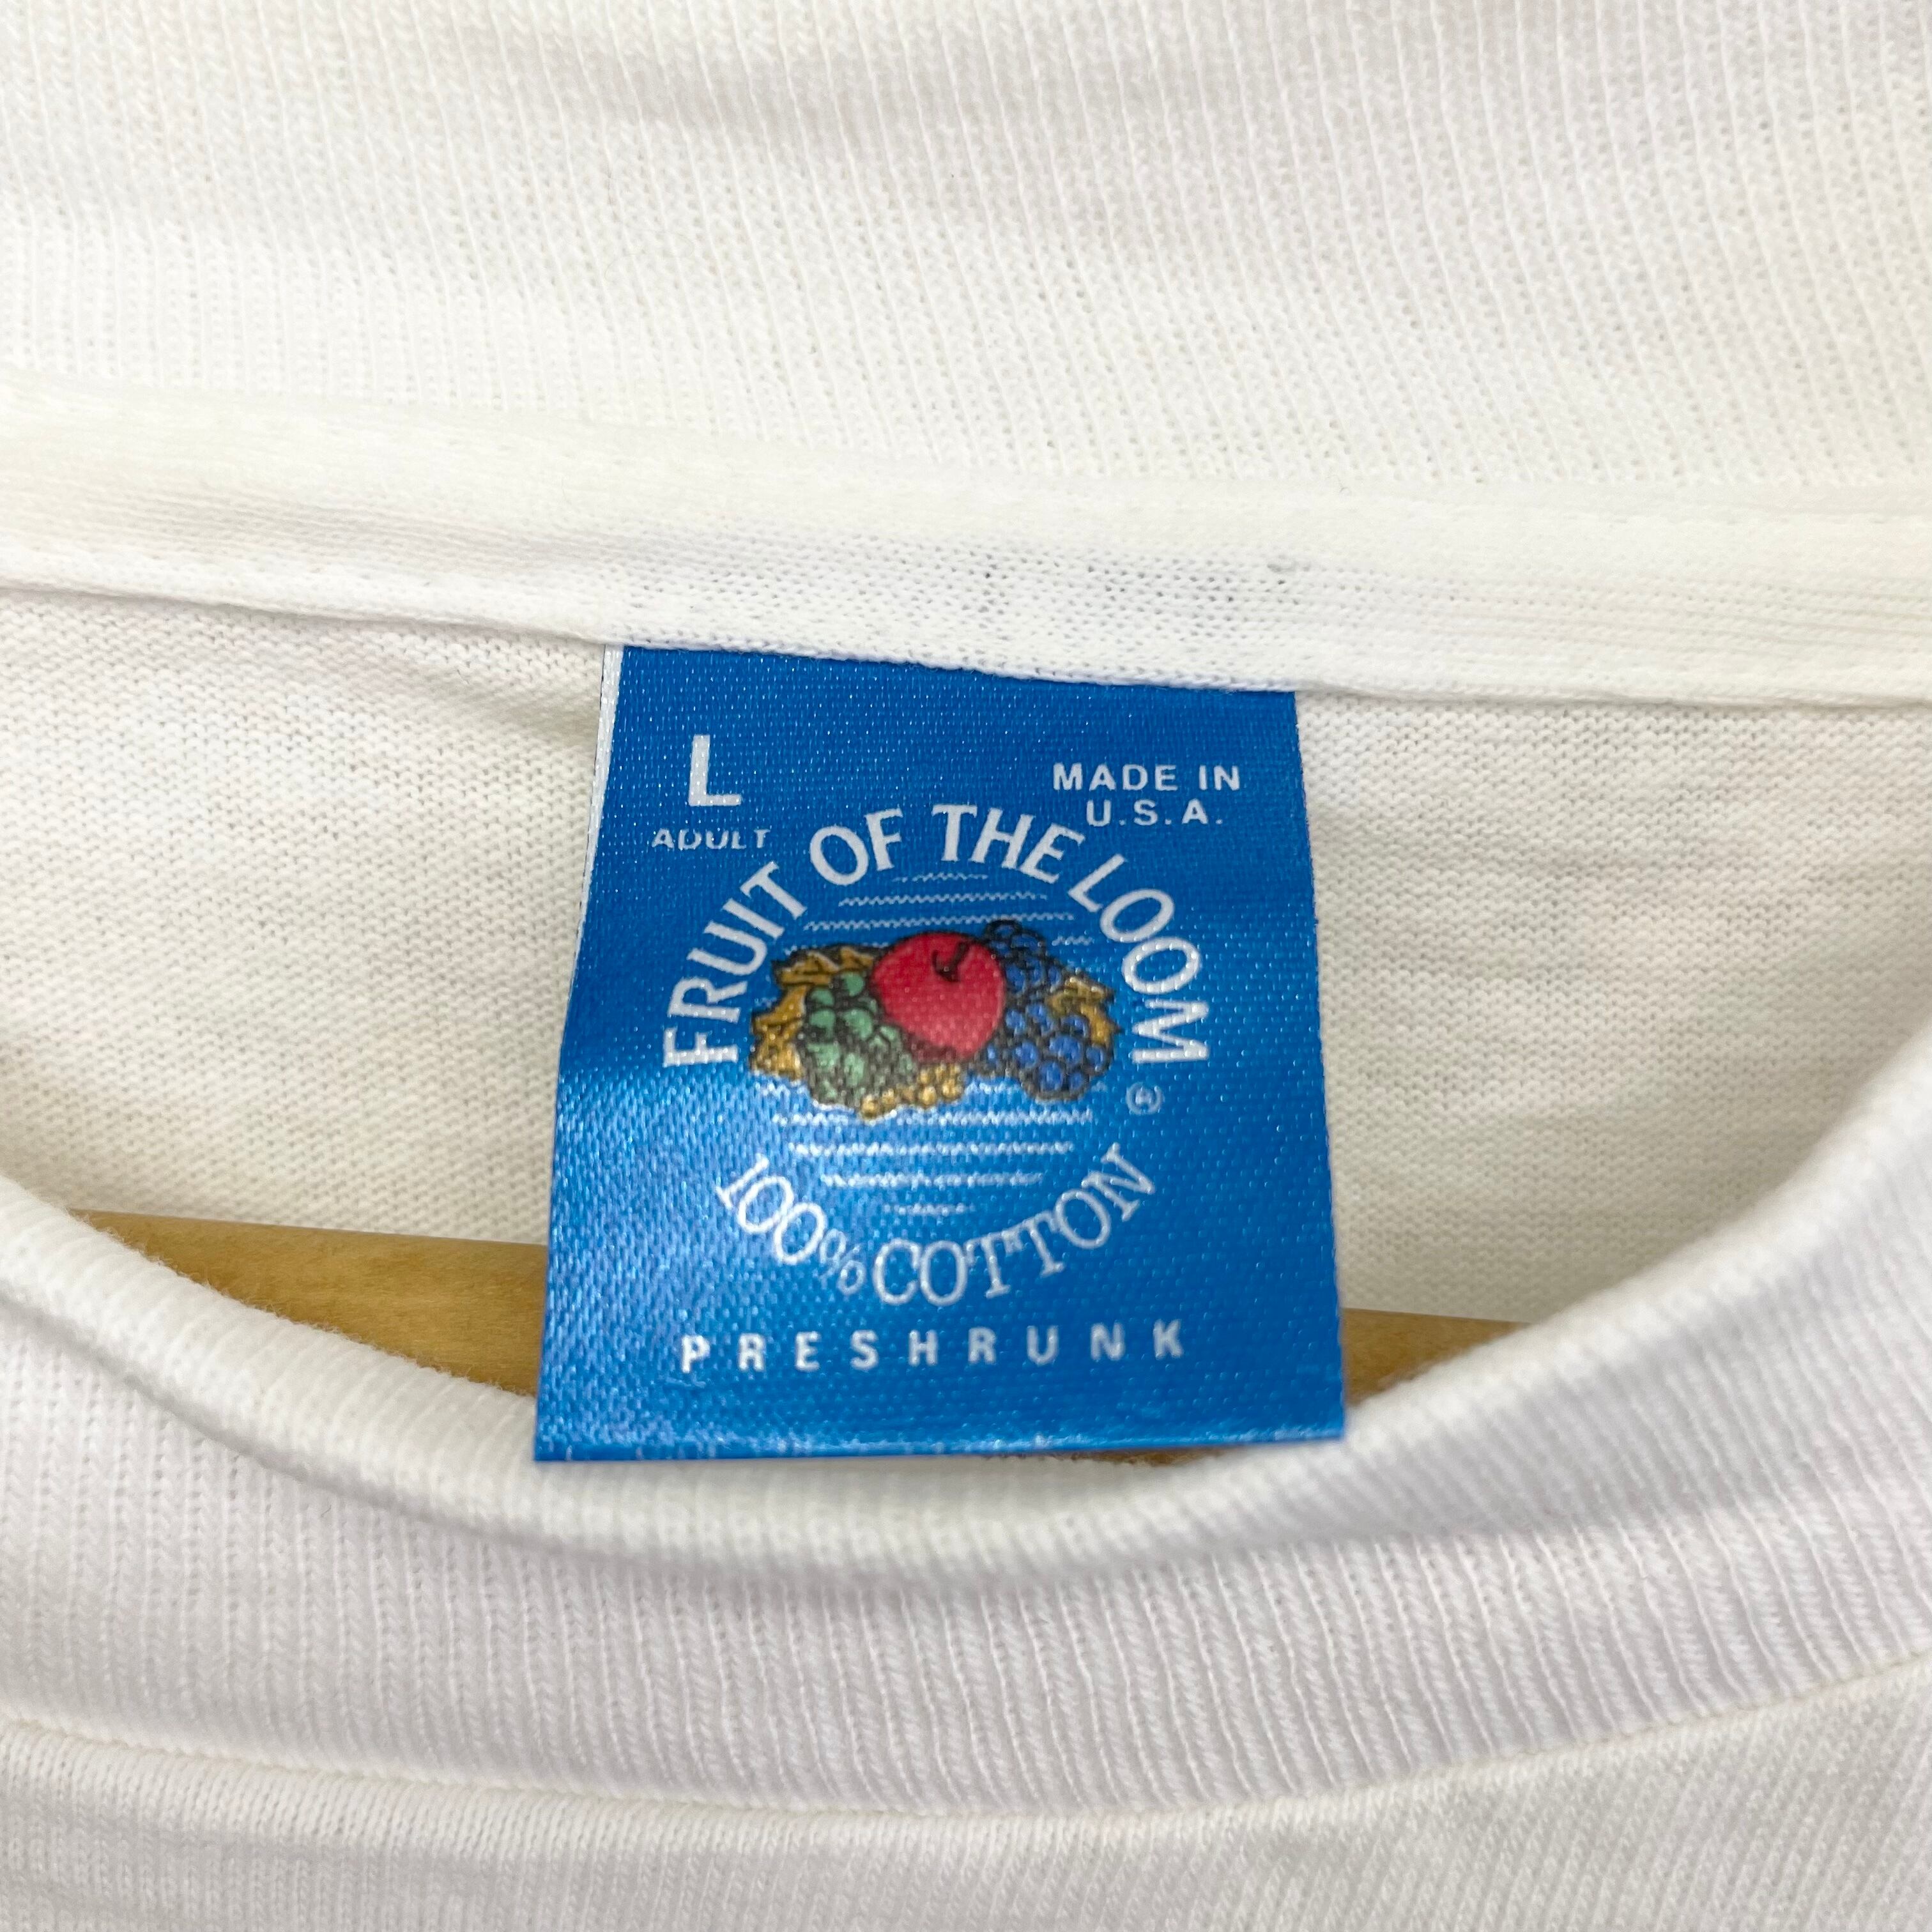 L
ADULT
MADE IN
U.S.A.
FRUIT OF THE LOOM ®
100% COTTON
PRESHRUNK